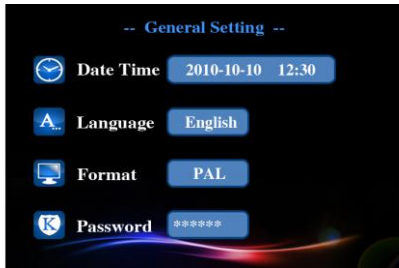 -- General Setting --
Date Time 2010-10-10 12:30
A... Language English
Format PAL
K Password ******